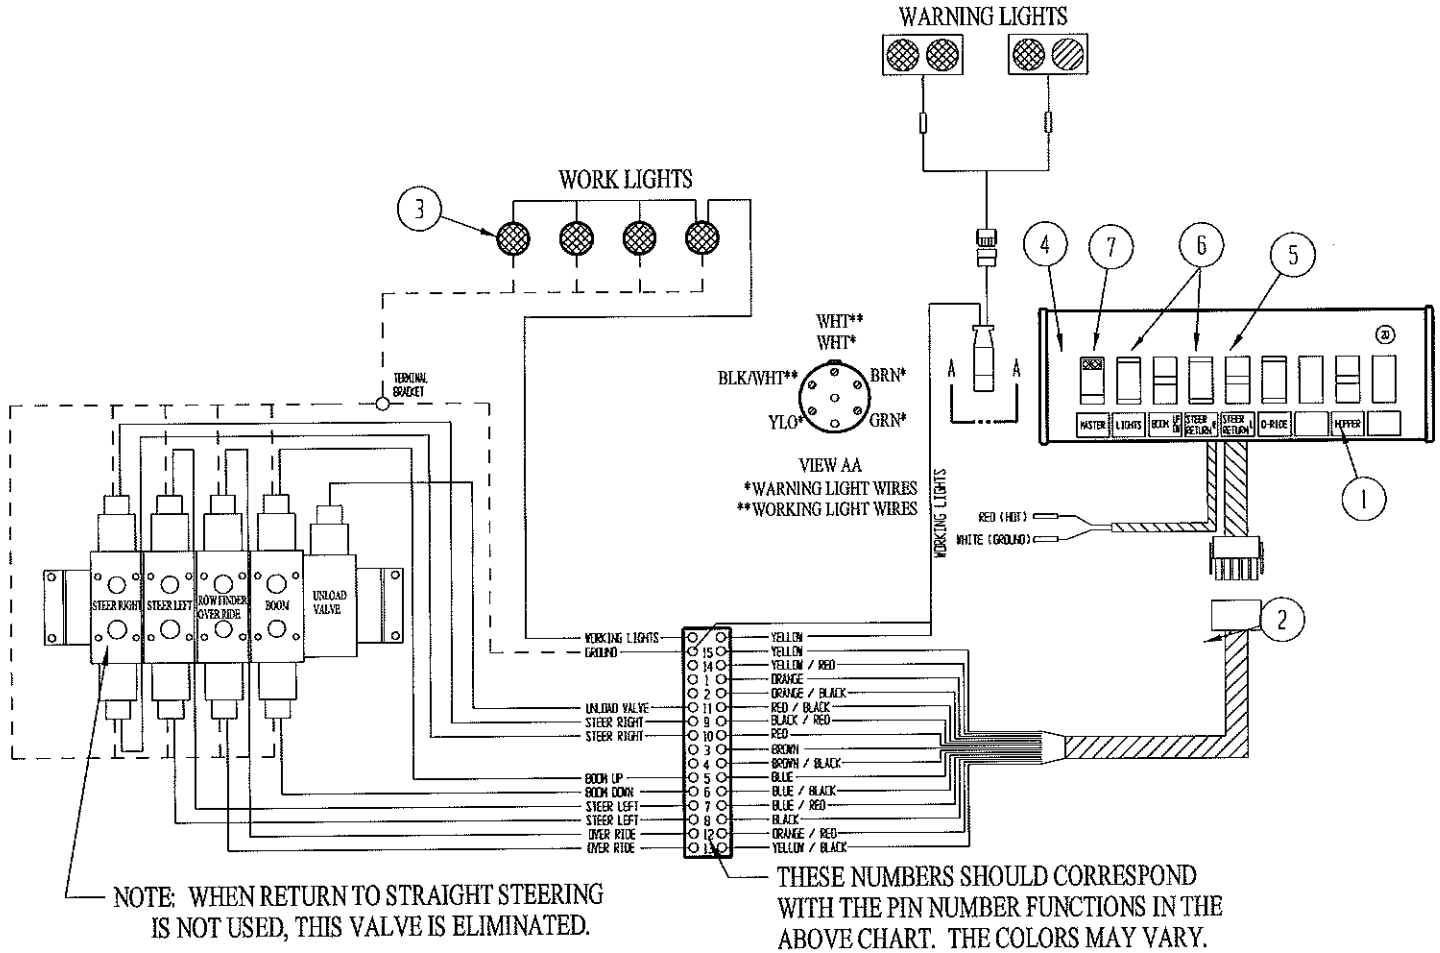 WARNING LIGHTS
WORK LIGHTS
3
4
7
6
5
WHT**
WHT*
BLK/WHT**
BRN*
YLO*
GRN*
A
A
VIEW AA
*WARNING LIGHT WIRES
**WORKING LIGHT WIRES
WORKING LIGHTS
TERMINAL
BRACKET
MASTER
LIGHTS
BOOM UP DN
STEER RETURN R
STEER RETURN L
O-RIDE
HOPPER
1
RED (HOT)
WHITE (GROUND)
2
STEER RIGHT
STEER LEFT
ROW FINDER
OVER RIDE
BOOM
UNLOAD
VALVE
WORKING LIGHTS YELLOW
GROUND 15 YELLOW
14 YELLOW / RED
1 ORANGE
2 ORANGE / BLACK
UNLOAD VALVE 11 RED / BLACK
STEER RIGHT 9 BLACK / RED
STEER RIGHT 10 RED
3 BROWN
4 BROWN / BLACK
BOOM UP 5 BLUE
BOOM DOWN 6 BLUE / BLACK
STEER LEFT 7 BLUE / RED
STEER LEFT 8 BLACK
OVER RIDE 12 ORANGE / RED
OVER RIDE 13 YELLOW / BLACK
NOTE: WHEN RETURN TO STRAIGHT STEERING
IS NOT USED, THIS VALVE IS ELIMINATED.
THESE NUMBERS SHOULD CORRESPOND
WITH THE PIN NUMBER FUNCTIONS IN THE
ABOVE CHART. THE COLORS MAY VARY.